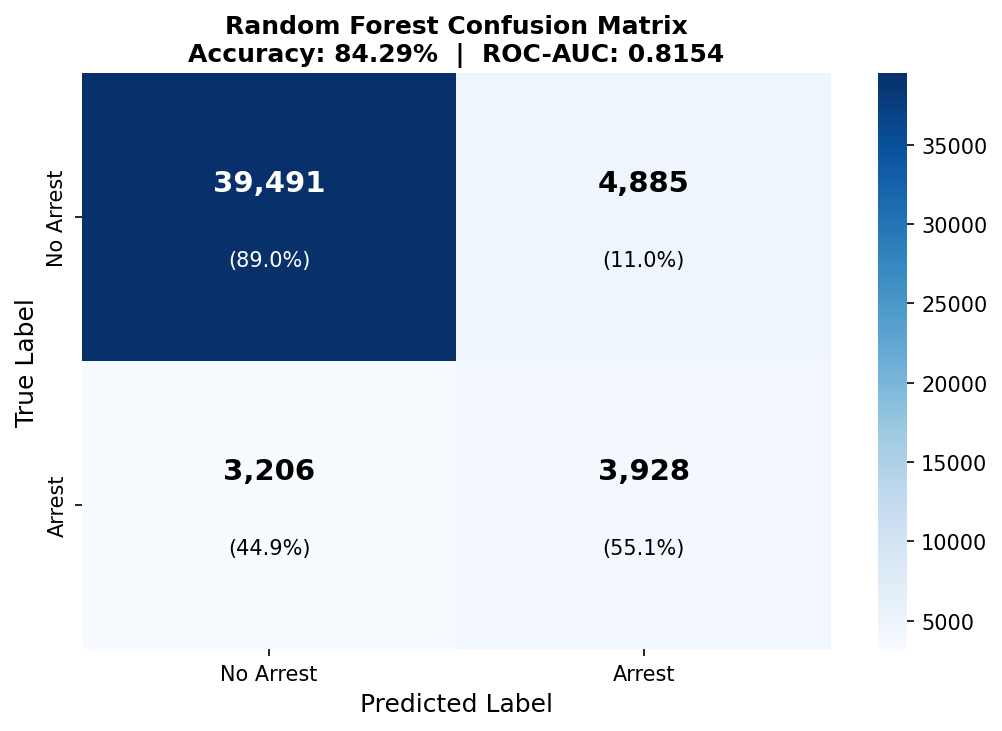 Random Forest Confusion Matrix
Accuracy: 84.29%  |  ROC-AUC: 0.8154
True Label
No Arrest
39,491
4,885
(89.0%)
(11.0%)
Arrest
3,206
3,928
(44.9%)
(55.1%)
No Arrest
Arrest
Predicted Label
35000
30000
25000
20000
15000
10000
5000